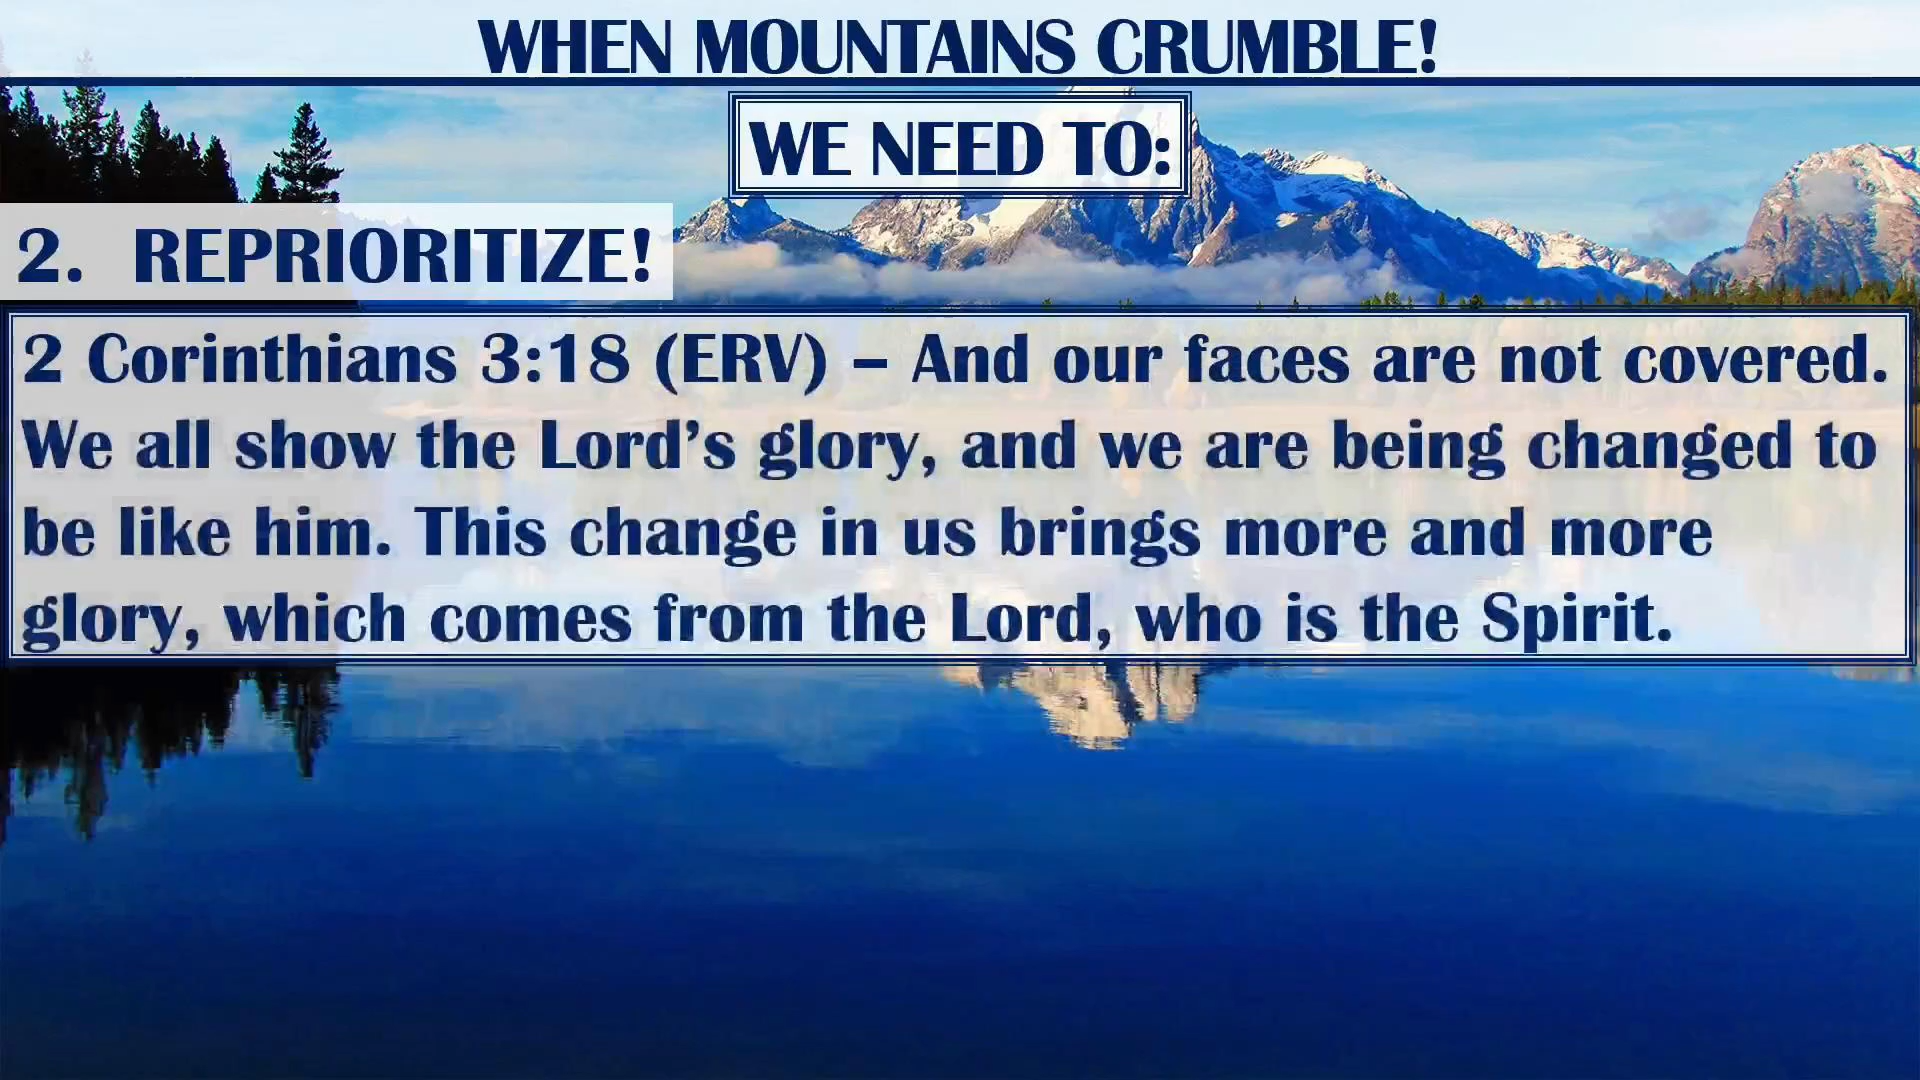 WHEN MOUNTAINS CRUMBLE!
WE NEED TO:
2. REPRIORITIZE!
2 Corinthians 3:18 (ERV) – And our faces are not covered.
We all show the Lord’s glory, and we are being changed to
be like him. This change in us brings more and more
glory, which comes from the Lord, who is the Spirit.